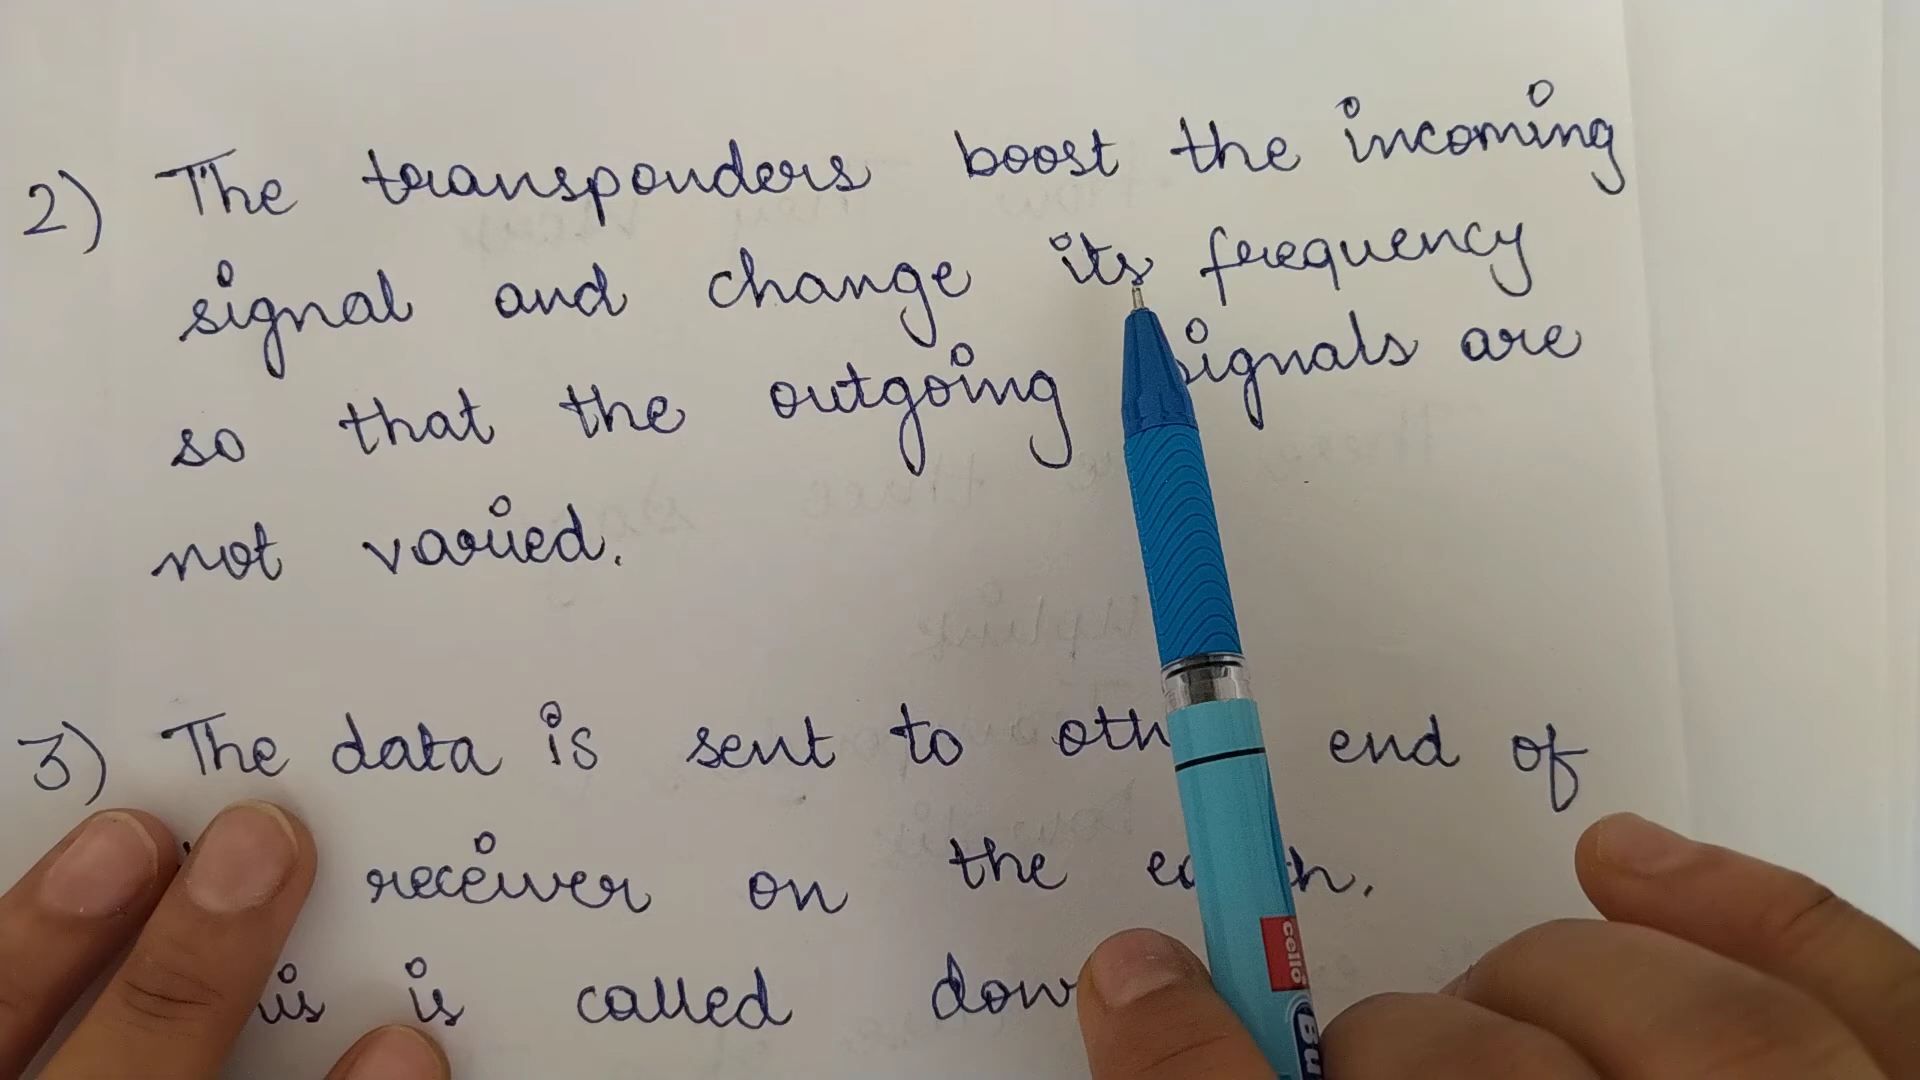 2) The transponders boost the incoming
signal and change its frequency
so that the outgoing signals are
not varied.
3) The data is sent to end of
receiver on the
is called
cello